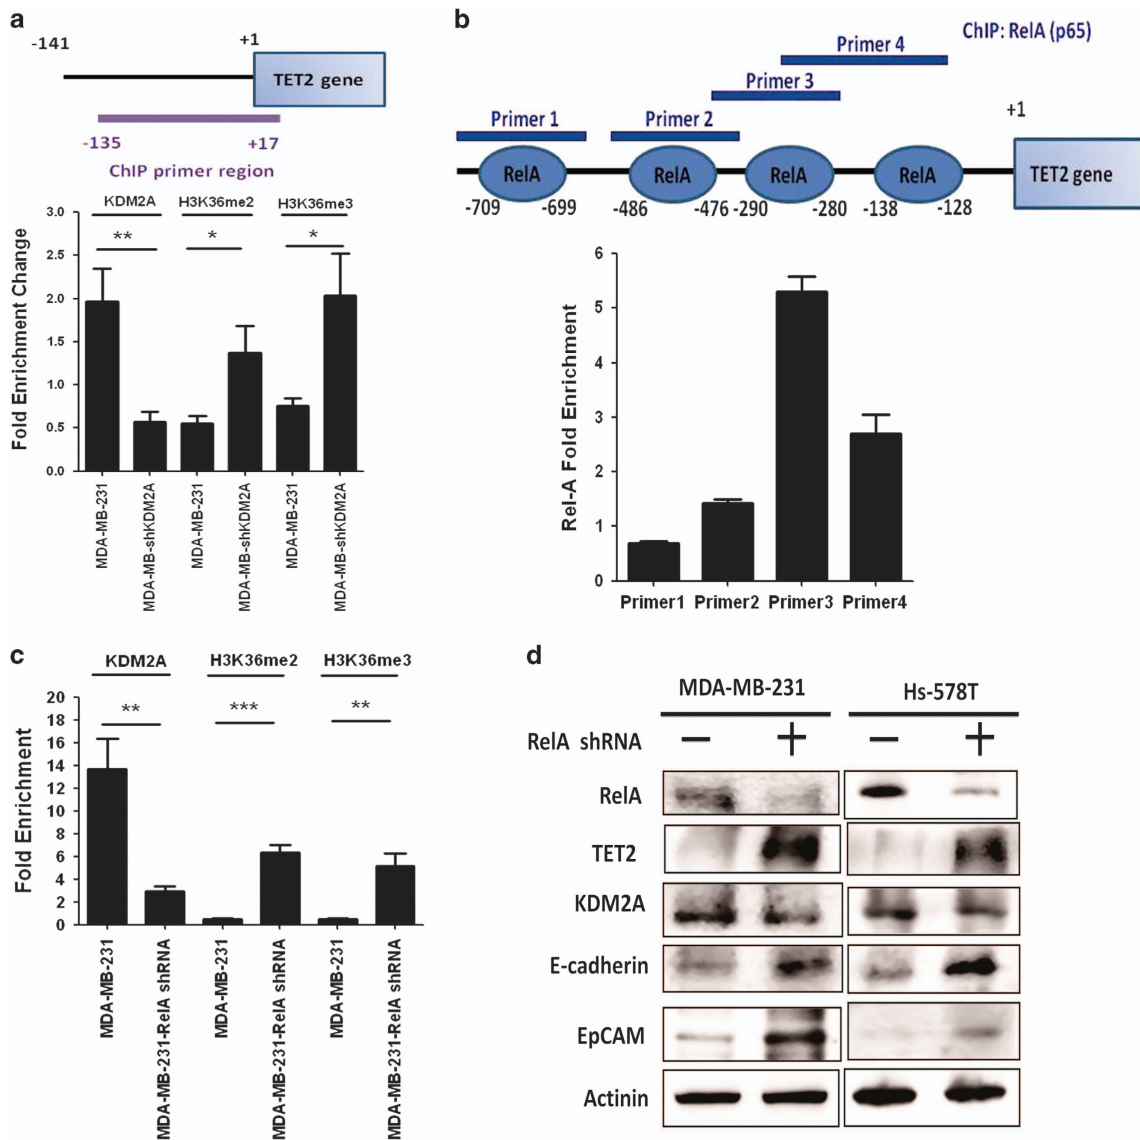 a
-141
+1
TET2 gene
-135
+17
ChIP primer region
KDM2A
H3K36me2
H3K36me3
**
*
*
Fold Enrichment Change
3.0
2.5
2.0
1.5
1.0
0.5
0.0
MDA-MB-231
MDA-MB-shKDM2A
MDA-MB-231
MDA-MB-shKDM2A
MDA-MB-231
MDA-MB-shKDM2A
b
ChIP: RelA (p65)
Primer 4
Primer 3
Primer 1
Primer 2
+1
RelA
RelA
RelA
RelA
TET2 gene
-709
-699
-486
-476
-290
-280
-138
-128
Rel-A Fold Enrichment
6
5
4
3
2
1
0
Primer1
Primer2
Primer3
Primer4
c
KDM2A
H3K36me2
H3K36me3
**
***
**
Fold Enrichment
20
18
16
14
12
10
8
6
4
2
0
MDA-MB-231
MDA-MB-231-RelA shRNA
MDA-MB-231
MDA-MB-231-RelA shRNA
MDA-MB-231
MDA-MB-231-RelA shRNA
d
MDA-MB-231
Hs-578T
RelA shRNA
− + − +
RelA
TET2
KDM2A
E-cadherin
EpCAM
Actinin